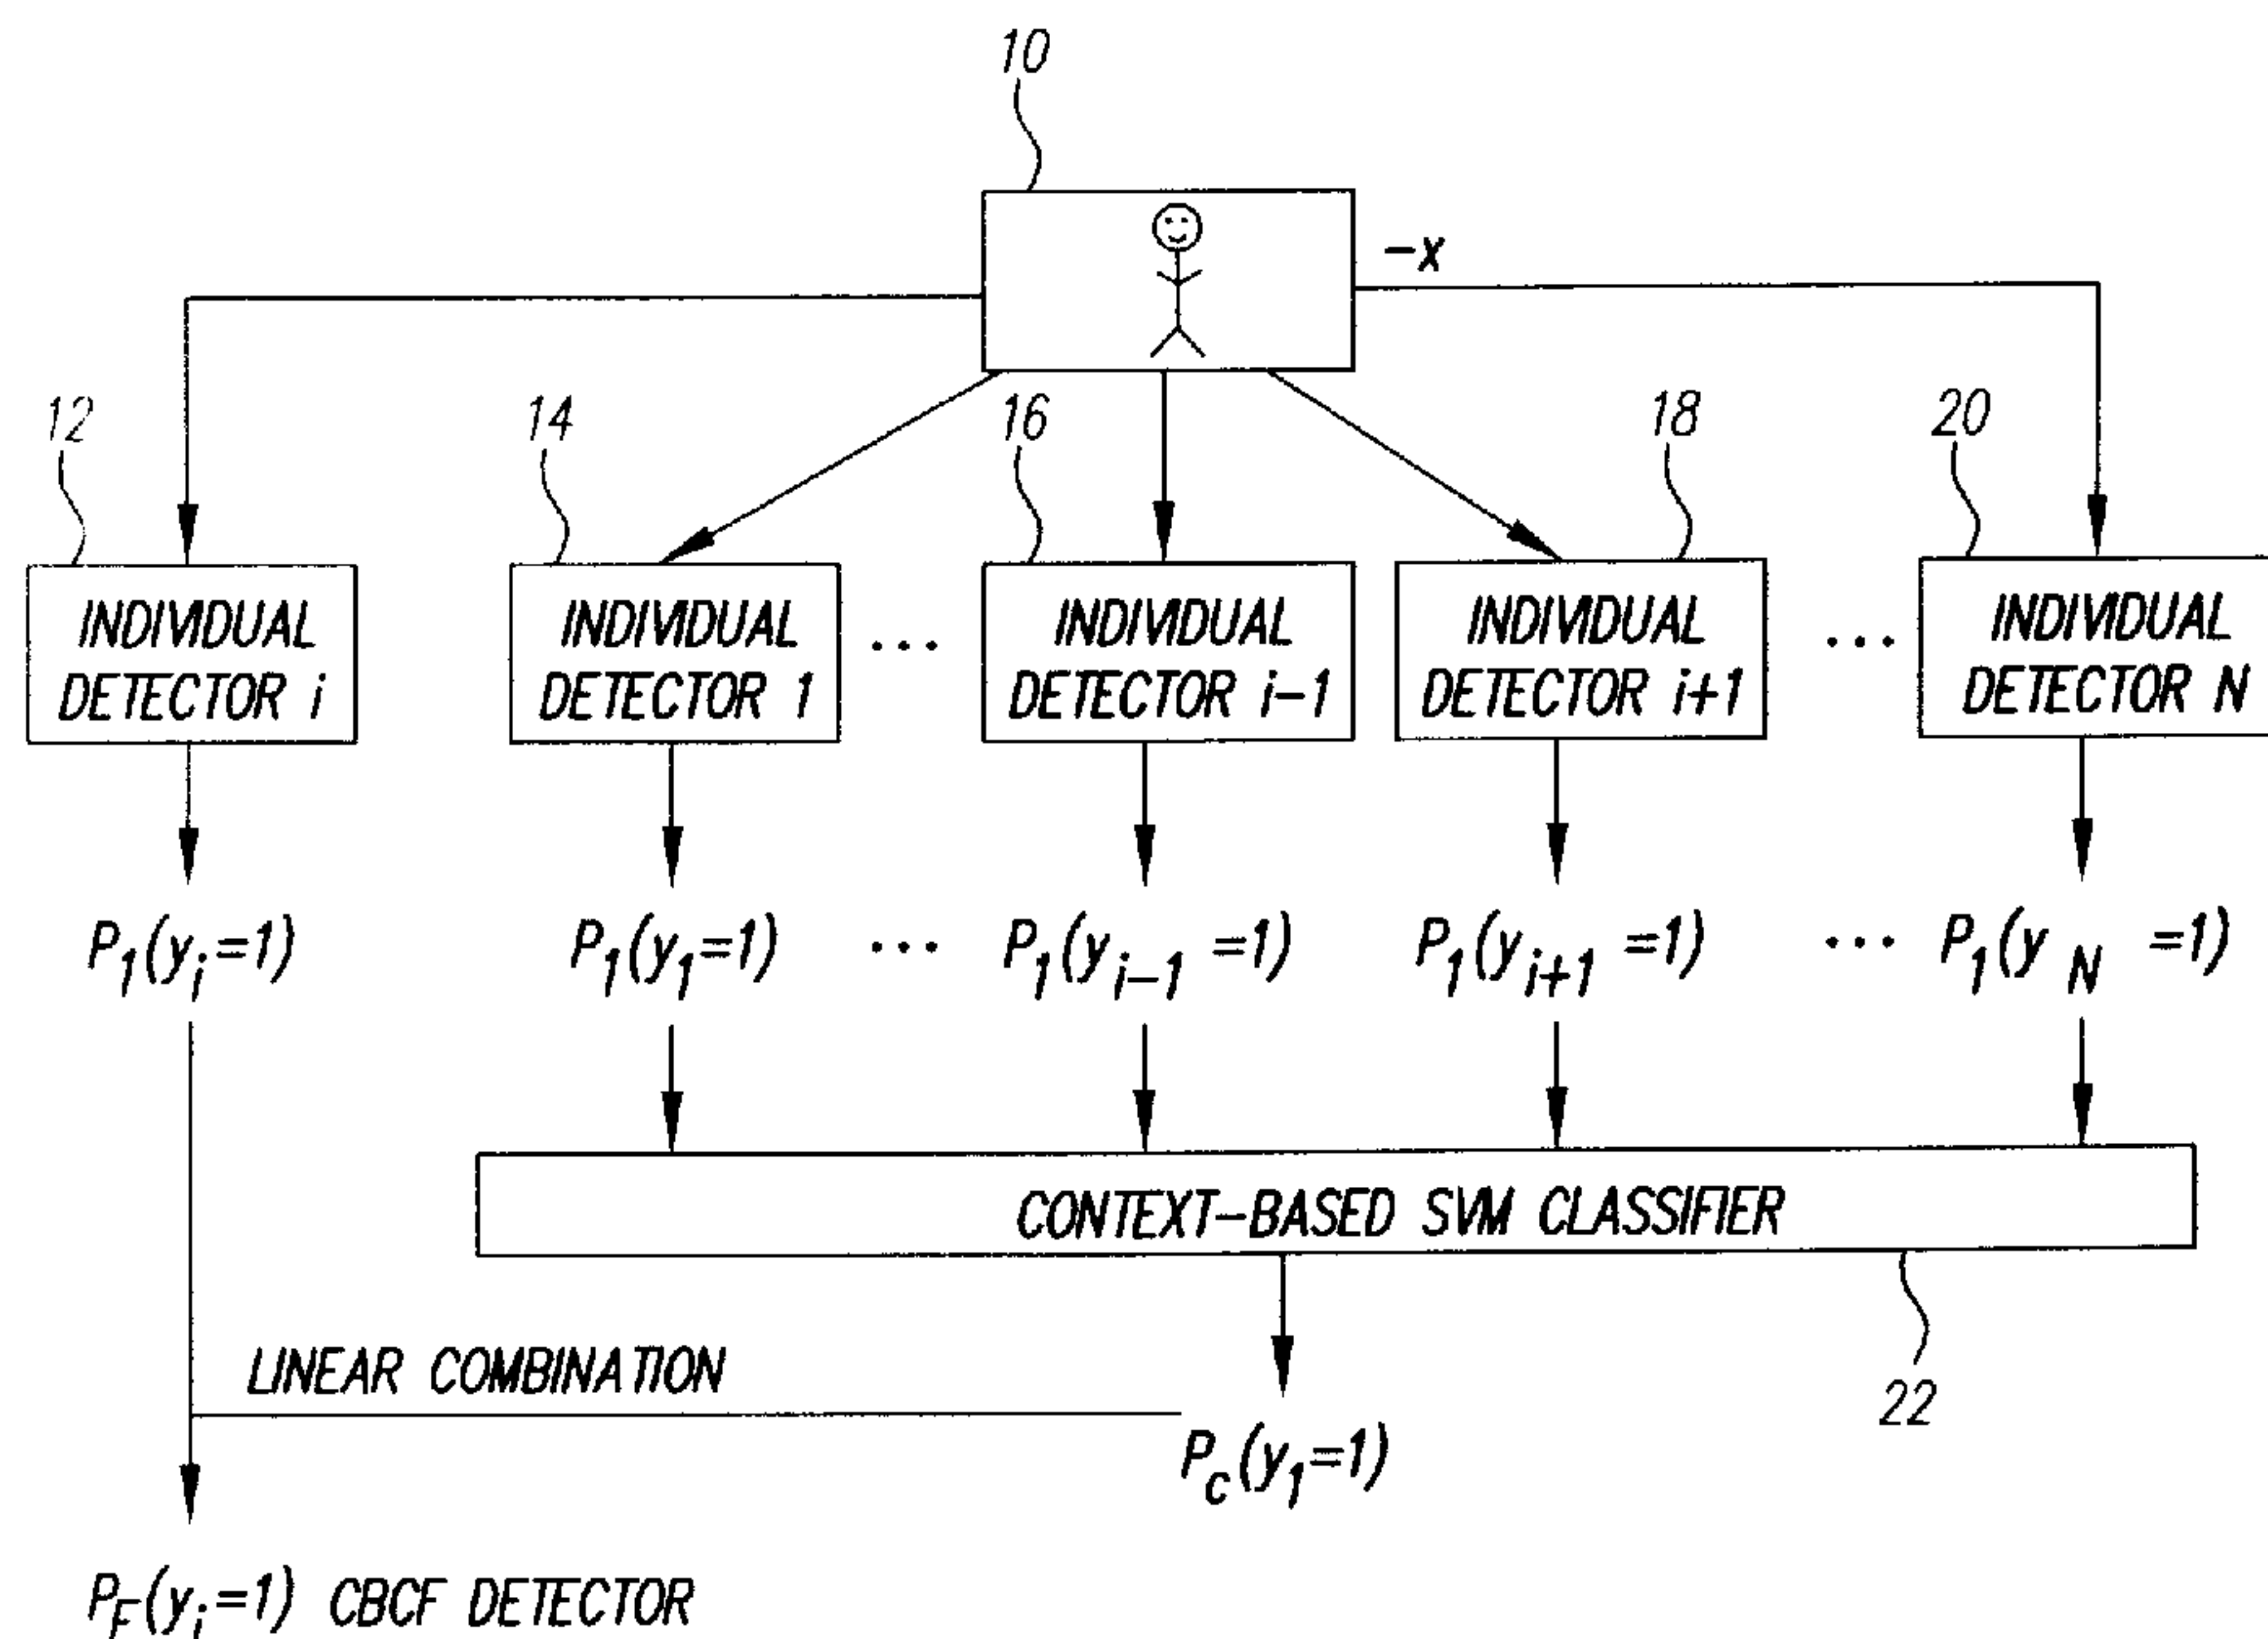 10
-x
12
14
16
18
20
INDIVIDUAL
DETECTOR i
INDIVIDUAL
DETECTOR 1
...
INDIVIDUAL
DETECTOR i-1
INDIVIDUAL
DETECTOR i+1
...
INDIVIDUAL
DETECTOR N
P₁(yᵢ=1)
P₁(y₁=1)
...
P₁(yᵢ₋₁ =1)
P₁(yᵢ₊₁ =1)
...
P₁(y N =1)
CONTEXT-BASED SVM CLASSIFIER
22
LINEAR COMBINATION
P_c(y₁=1)
P_F(yᵢ=1) CBCF DETECTOR